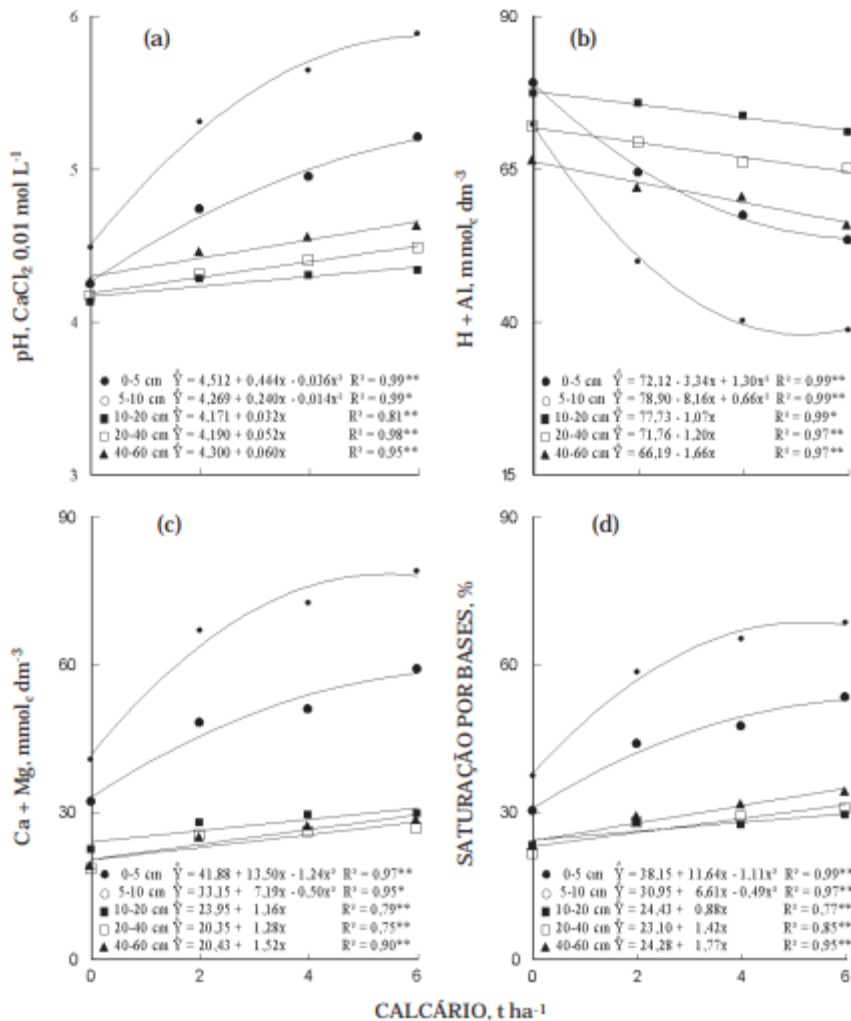 (a)
pH, CaCl₂ 0,01 mol L⁻¹
6
5
4
3
● 0-5 cm Ŷ = 4,512 + 0,444x - 0,036x² R² = 0,99**
○ 5-10 cm Ŷ = 4,269 + 0,240x - 0,014x² R² = 0,99*
■ 10-20 cm Ŷ = 4,171 + 0,032x R² = 0,81**
□ 20-40 cm Ŷ = 4,190 + 0,052x R² = 0,98**
▲ 40-60 cm Ŷ = 4,300 + 0,060x R² = 0,95**
(b)
H + Al, mmol꜀ dm⁻³
90
65
40
15
● 0-5 cm Ŷ = 72,12 - 3,34x + 1,30x² R² = 0,99**
○ 5-10 cm Ŷ = 78,90 - 8,16x + 0,66x² R² = 0,99**
■ 10-20 cm Ŷ = 77,73 - 1,07x R² = 0,99*
□ 20-40 cm Ŷ = 71,76 - 1,20x R² = 0,97**
▲ 40-60 cm Ŷ = 66,19 - 1,66x R² = 0,97**
(c)
Ca + Mg, mmol꜀ dm⁻³
90
60
30
0
● 0-5 cm Ŷ = 41,88 + 13,50x - 1,24x² R² = 0,97**
○ 5-10 cm Ŷ = 33,15 + 7,19x - 0,50x² R² = 0,95*
■ 10-20 cm Ŷ = 23,95 + 1,16x R² = 0,79**
□ 20-40 cm Ŷ = 20,35 + 1,28x R² = 0,75**
▲ 40-60 cm Ŷ = 20,43 + 1,52x R² = 0,90**
0 2 4 6
(d)
SATURAÇÃO POR BASES, %
90
60
30
0
● 0-5 cm Ŷ = 38,15 + 11,64x - 1,11x² R² = 0,99**
○ 5-10 cm Ŷ = 30,95 + 6,61x - 0,49x² R² = 0,97**
■ 10-20 cm Ŷ = 24,43 + 0,88x R² = 0,77**
□ 20-40 cm Ŷ = 23,10 + 1,42x R² = 0,85**
▲ 40-60 cm Ŷ = 24,28 + 1,77x R² = 0,95**
0 2 4 6
CALCÁRIO, t ha⁻¹